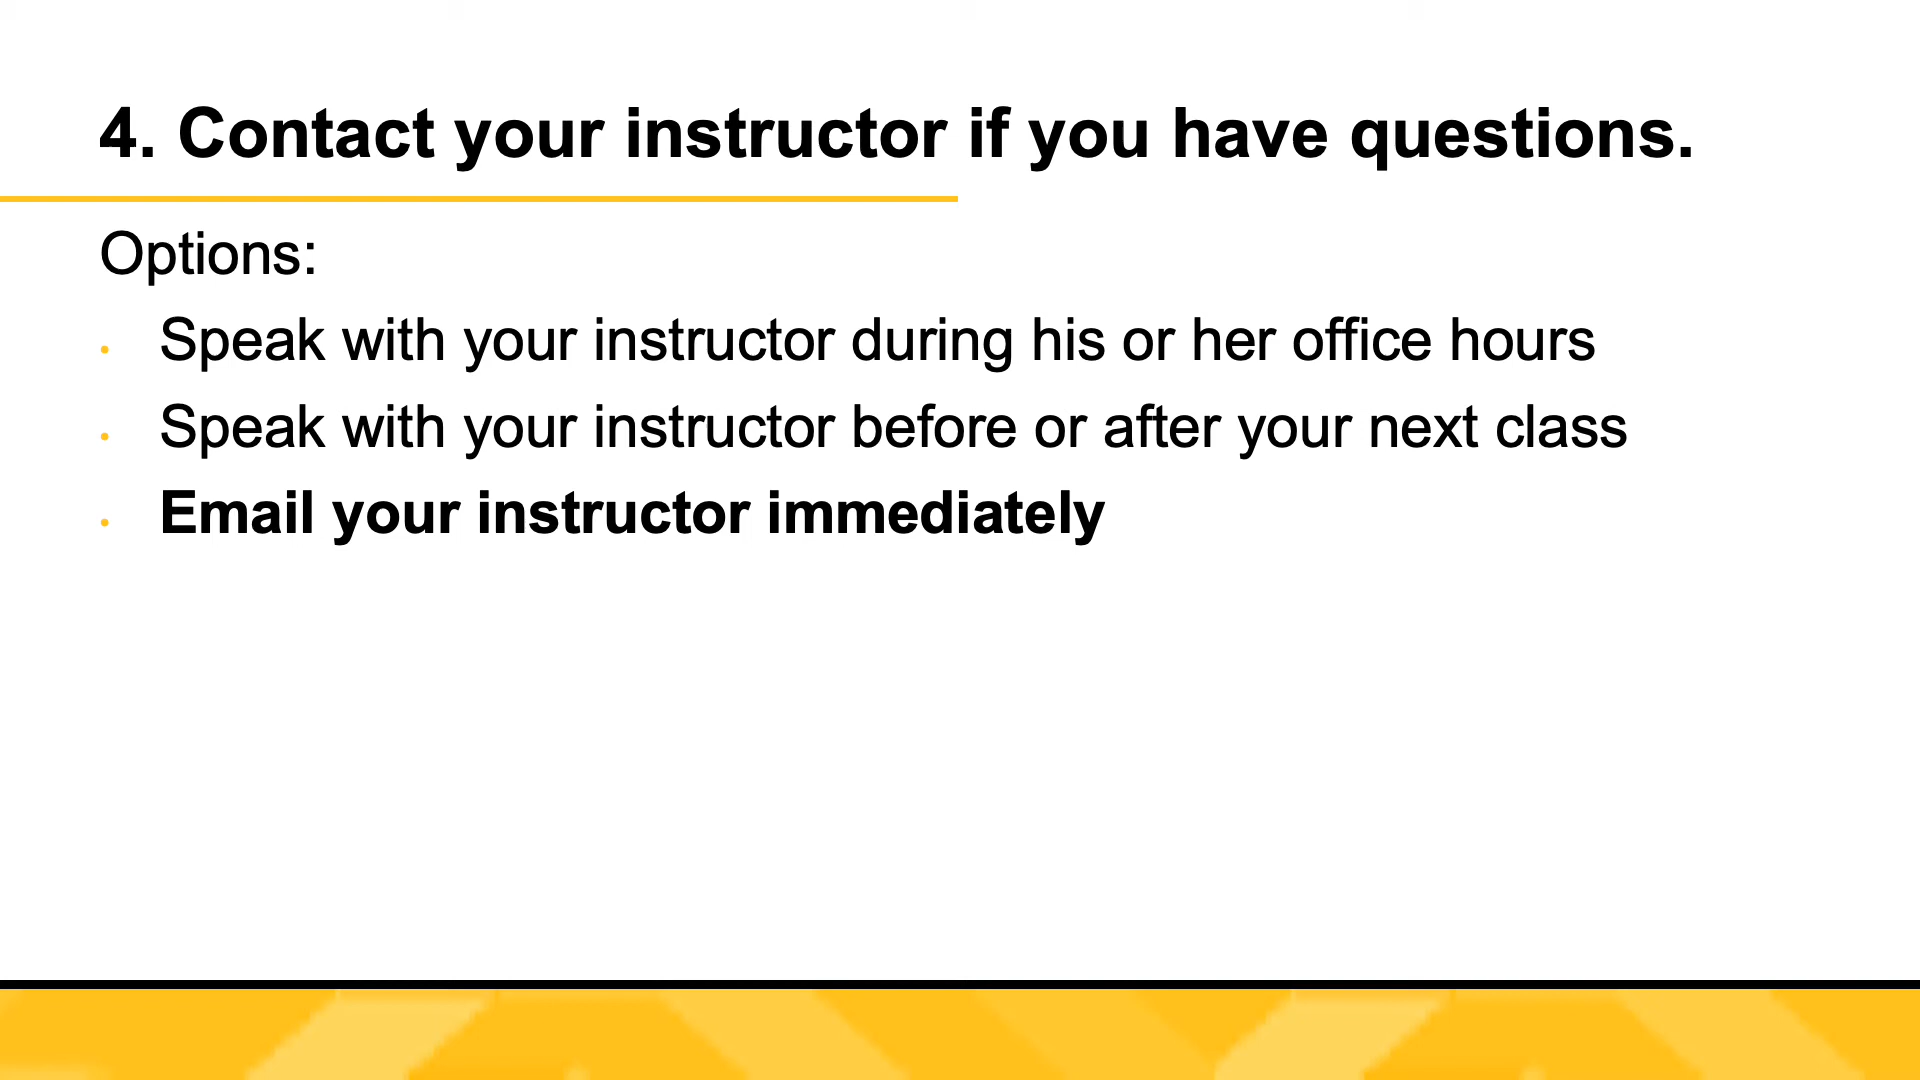 4. Contact your instructor if you have questions.
Options:
• Speak with your instructor during his or her office hours
• Speak with your instructor before or after your next class
• Email your instructor immediately